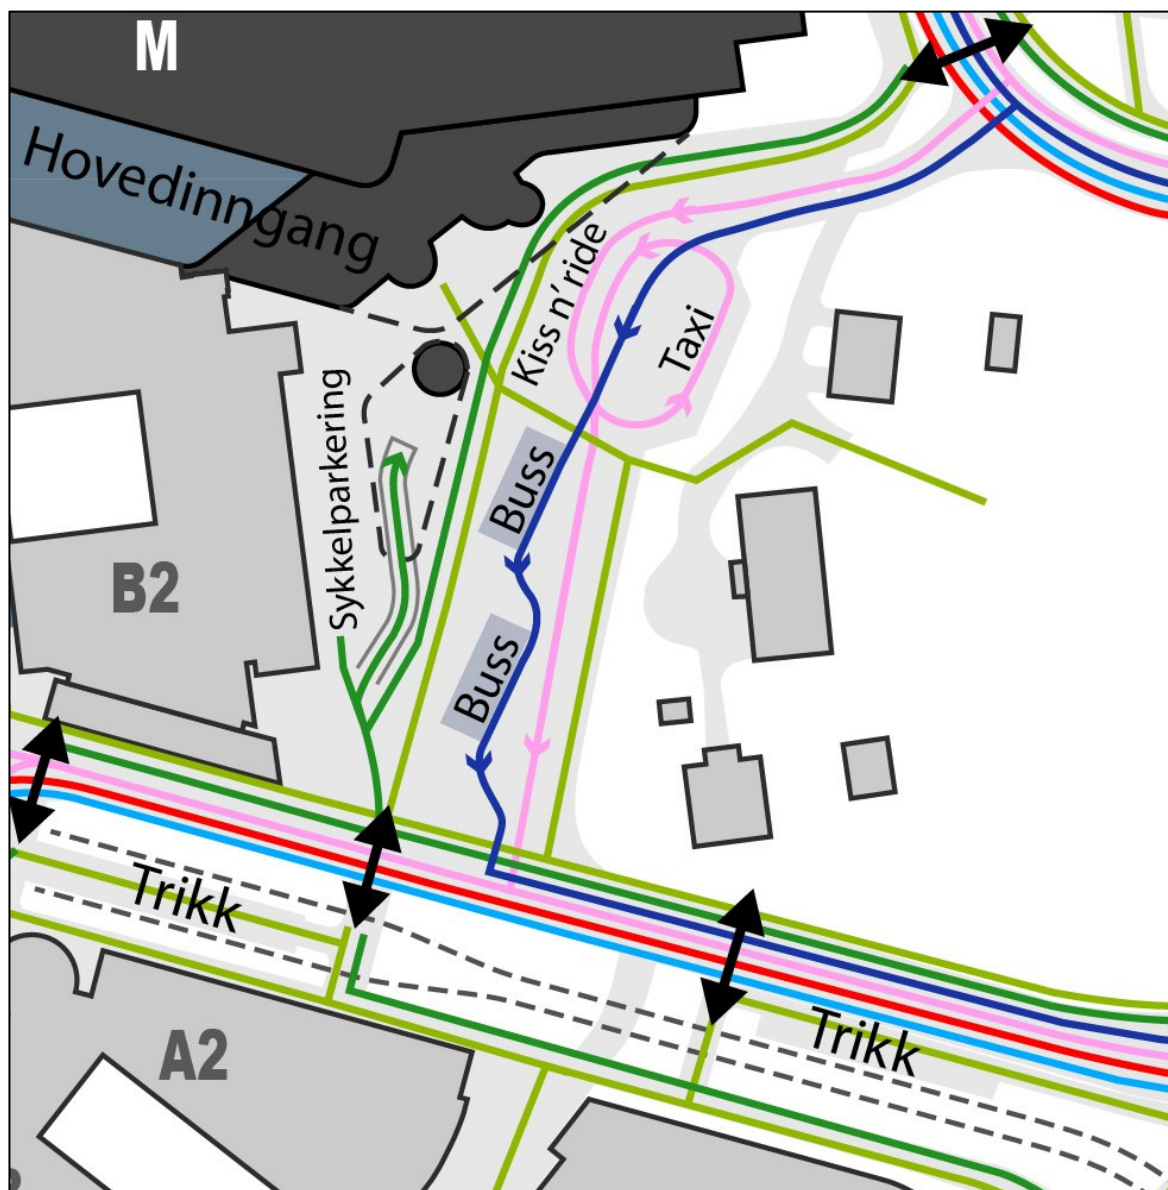 M
Hovedinngang
Kiss n' ride
Taxi
Sykkelparkering
Buss
B2
Buss
Trikk
Trikk
A2